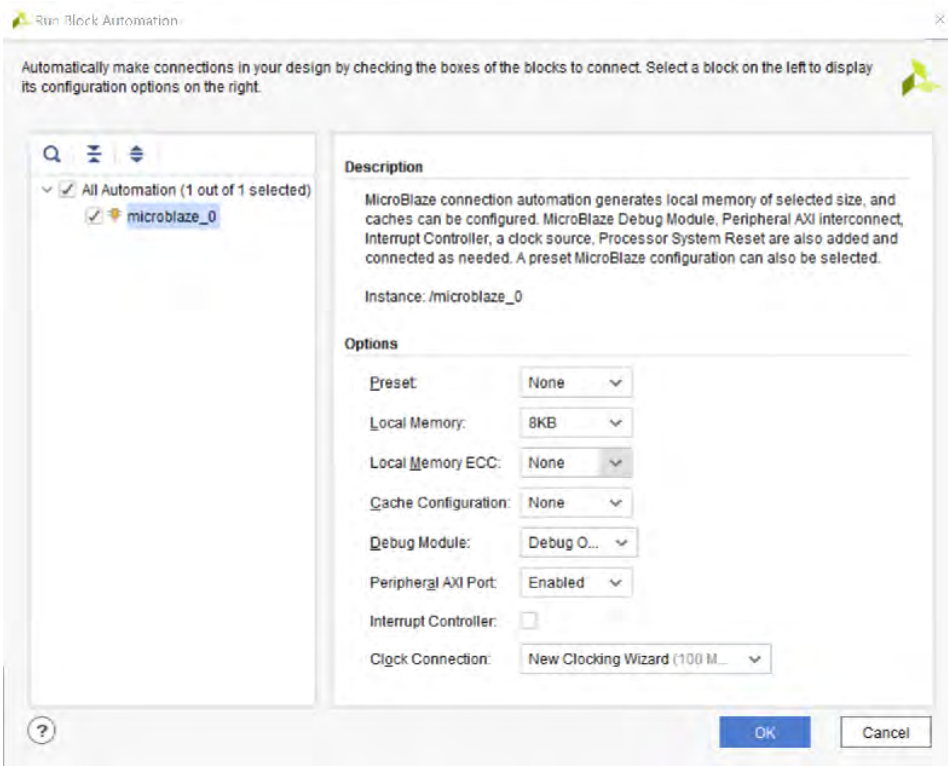 Run Block Automation
Automatically make connections in your design by checking the boxes of the blocks to connect. Select a block on the left to display
its configuration options on the right.
All Automation (1 out of 1 selected)
microblaze_0
Description
MicroBlaze connection automation generates local memory of selected size, and
caches can be configured. MicroBlaze Debug Module, Peripheral AXI interconnect,
Interrupt Controller, a clock source, Processor System Reset are also added and
connected as needed. A preset MicroBlaze configuration can also be selected.
Instance: /microblaze_0
Options
Preset: None
Local Memory: 8KB
Local Memory ECC: None
Cache Configuration: None
Debug Module: Debug O...
Peripheral AXI Port: Enabled
Interrupt Controller:
Clock Connection: New Clocking Wizard (100 M...
? OK Cancel